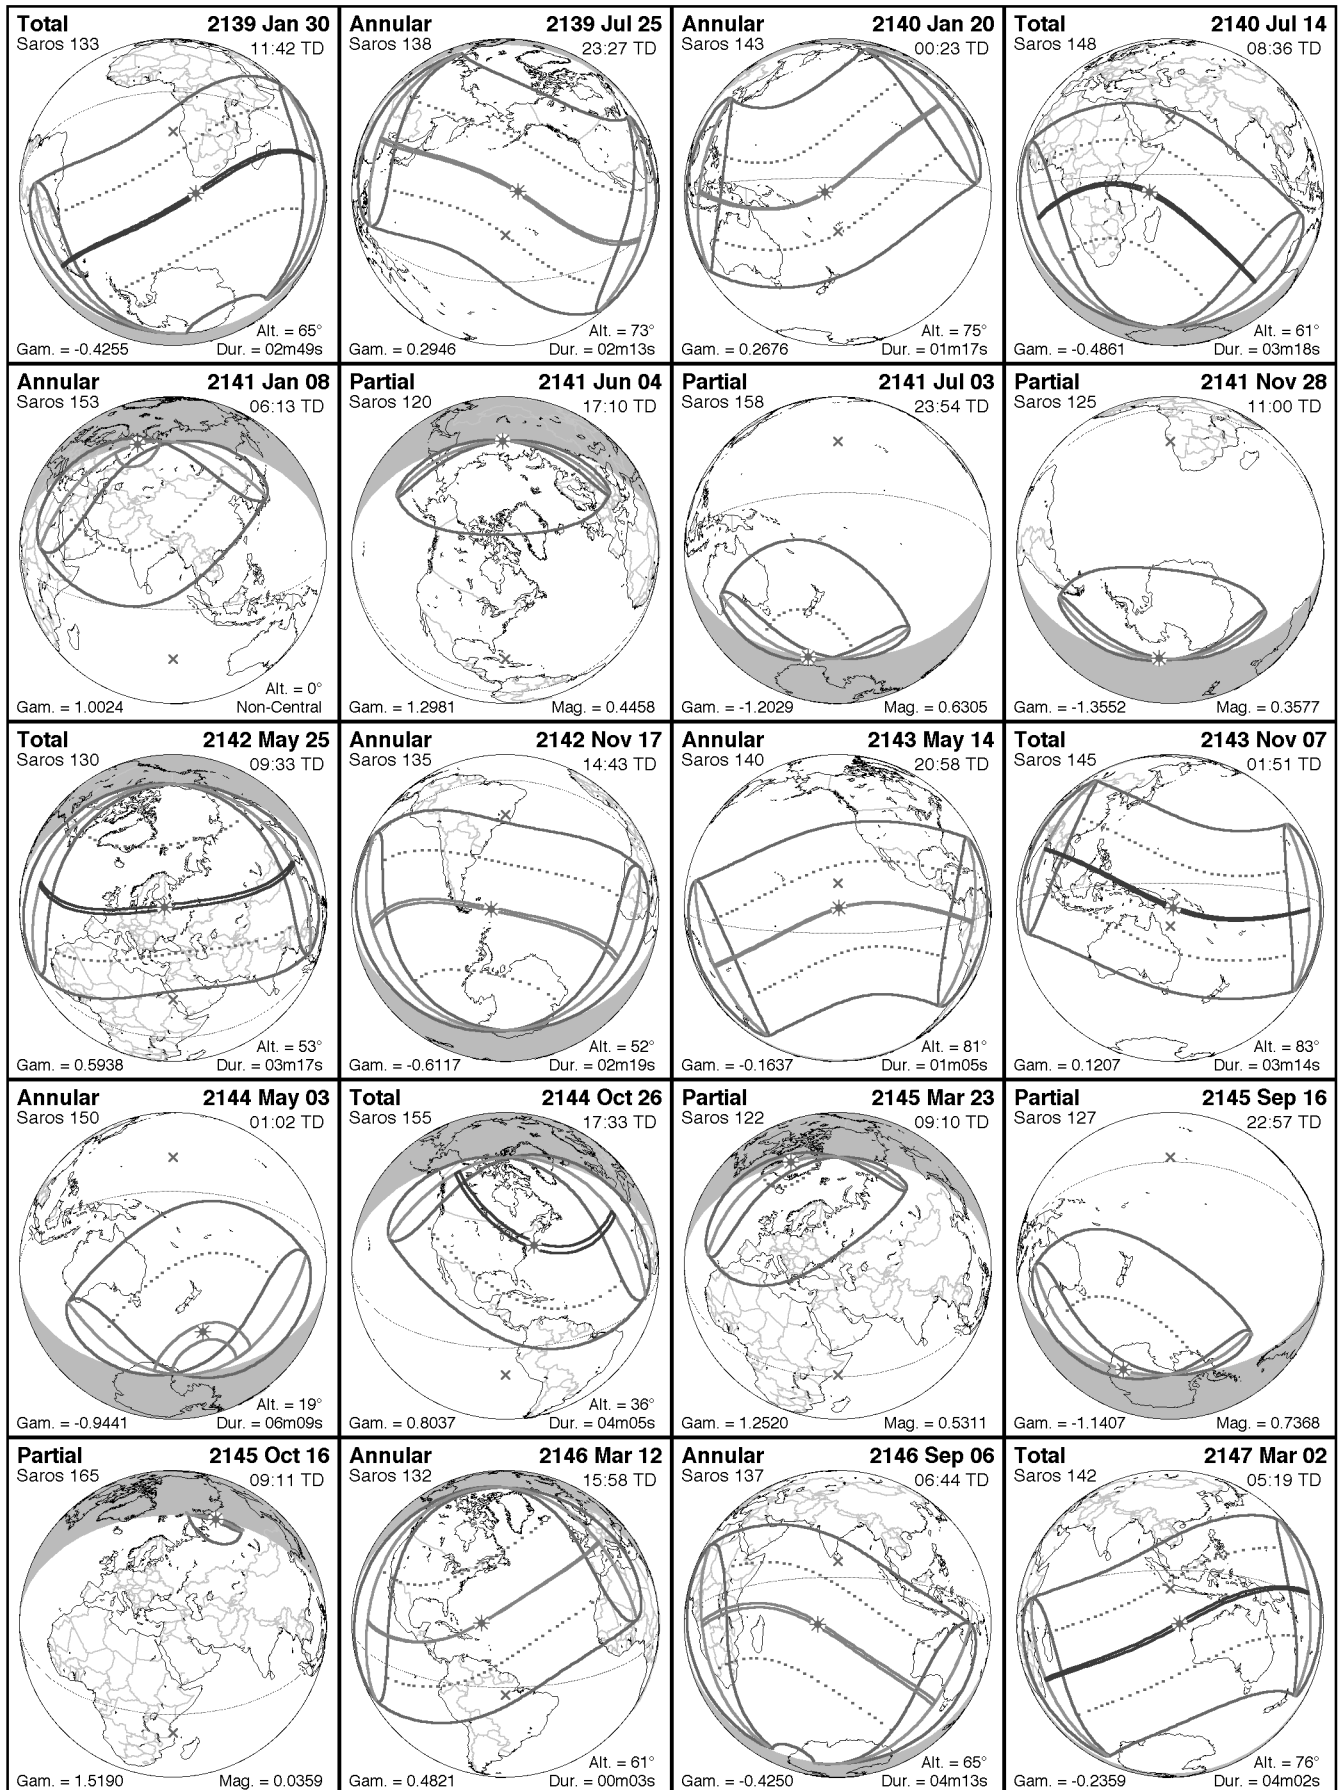 Total 2139 Jan 30
Saros 133 11:42 TD
Alt. = 65°
Gam. = -0.4255 Dur. = 02m49s
Annular 2139 Jul 25
Saros 138 23:27 TD
Alt. = 73°
Gam. = 0.2946 Dur. = 02m13s
Annular 2140 Jan 20
Saros 143 00:23 TD
Alt. = 75°
Gam. = 0.2676 Dur. = 01m17s
Total 2140 Jul 14
Saros 148 08:36 TD
Alt. = 61°
Gam. = -0.4861 Dur. = 03m18s
Annular 2141 Jan 08
Saros 153 06:13 TD
Alt. = 0°
Gam. = 1.0024 Non-Central
Partial 2141 Jun 04
Saros 120 17:10 TD
Gam. = 1.2981 Mag. = 0.4458
Partial 2141 Jul 03
Saros 158 23:54 TD
Gam. = -1.2029 Mag. = 0.6305
Partial 2141 Nov 28
Saros 125 11:00 TD
Gam. = -1.3552 Mag. = 0.3577
Total 2142 May 25
Saros 130 09:33 TD
Alt. = 53°
Gam. = 0.5938 Dur. = 03m17s
Annular 2142 Nov 17
Saros 135 14:43 TD
Alt. = 52°
Gam. = -0.6117 Dur. = 02m19s
Annular 2143 May 14
Saros 140 20:58 TD
Alt. = 81°
Gam. = -0.1637 Dur. = 01m05s
Total 2143 Nov 07
Saros 145 01:51 TD
Alt. = 83°
Gam. = 0.1207 Dur. = 03m14s
Annular 2144 May 03
Saros 150 01:02 TD
Alt. = 19°
Gam. = -0.9441 Dur. = 06m09s
Total 2144 Oct 26
Saros 155 17:33 TD
Alt. = 36°
Gam. = 0.8037 Dur. = 04m05s
Partial 2145 Mar 23
Saros 122 09:10 TD
Gam. = 1.2520 Mag. = 0.5311
Partial 2145 Sep 16
Saros 127 22:57 TD
Gam. = -1.1407 Mag. = 0.7368
Partial 2145 Oct 16
Saros 165 09:11 TD
Gam. = 1.5190 Mag. = 0.0359
Annular 2146 Mar 12
Saros 132 15:58 TD
Alt. = 61°
Gam. = 0.4821 Dur. = 00m03s
Annular 2146 Sep 06
Saros 137 06:44 TD
Alt. = 65°
Gam. = -0.4250 Dur. = 04m13s
Total 2147 Mar 02
Saros 142 05:19 TD
Alt. = 76°
Gam. = -0.2359 Dur. = 04m02s